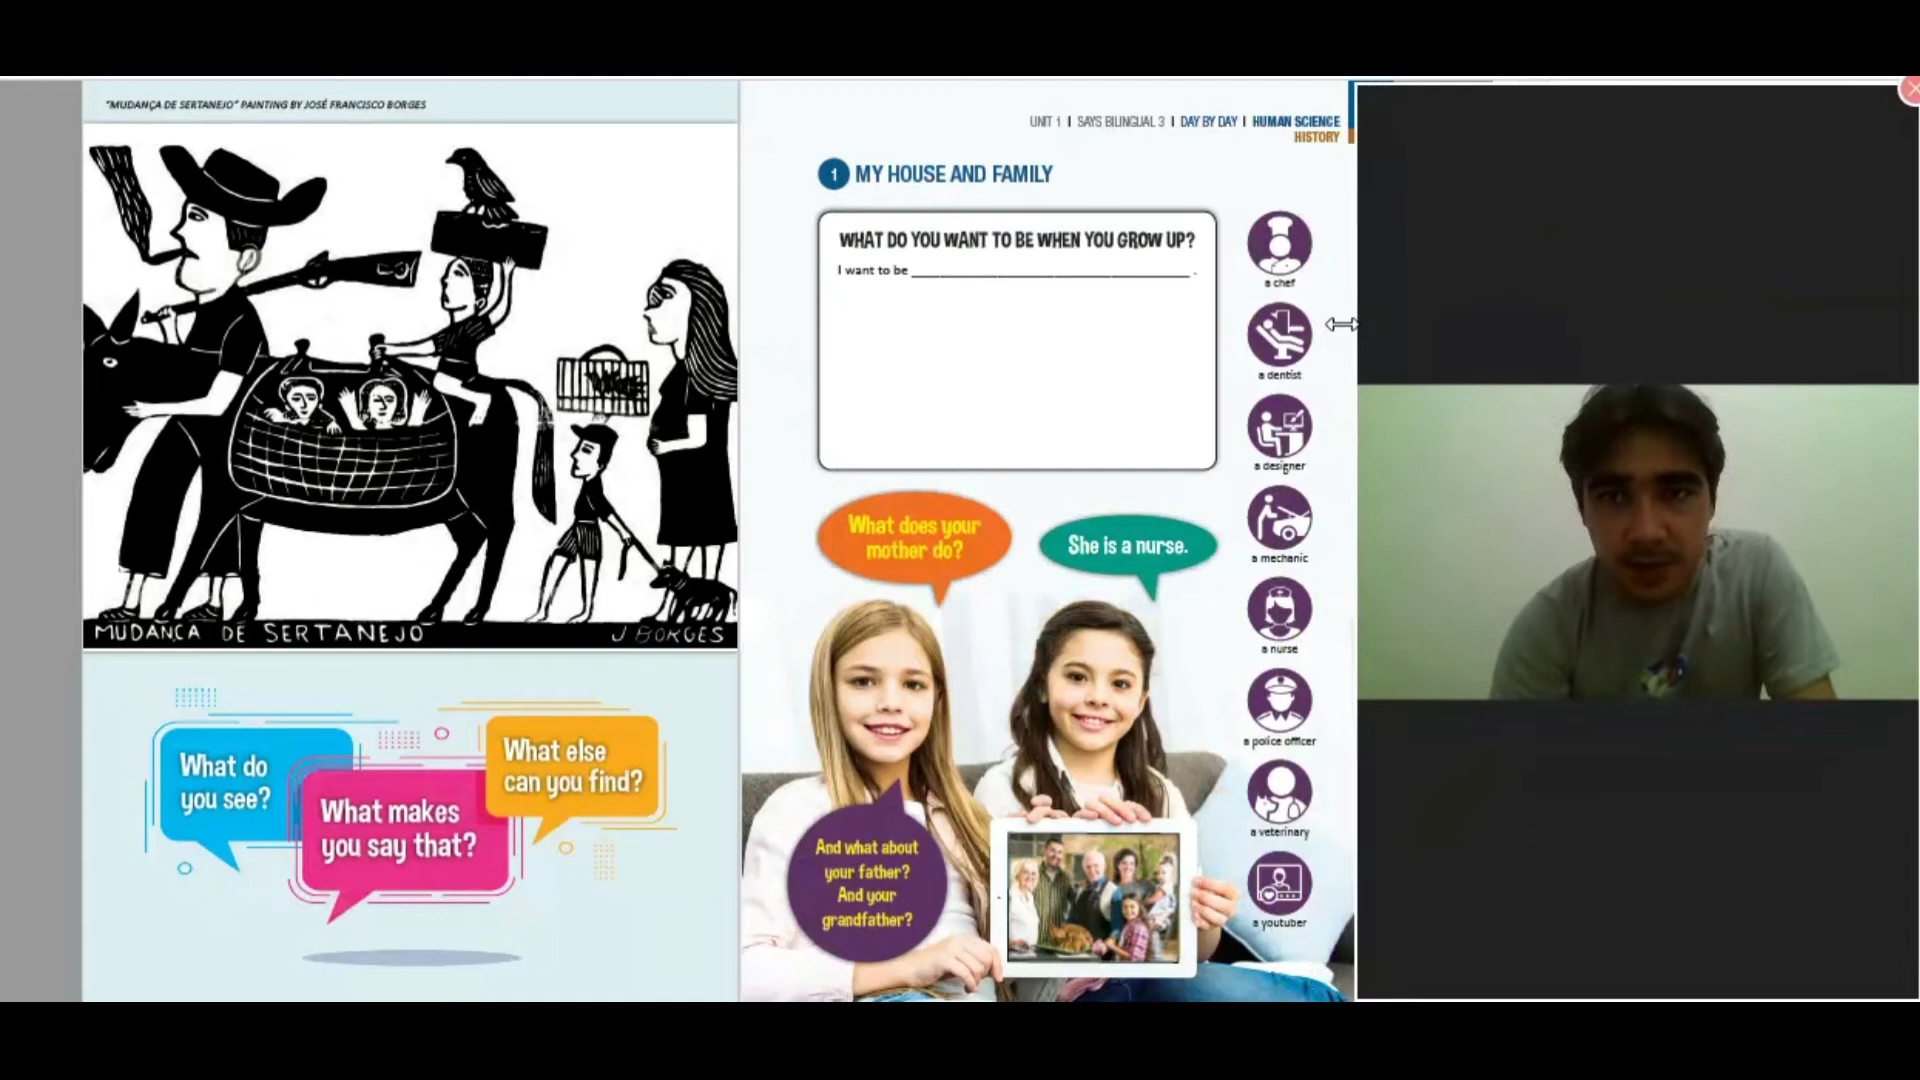 "MUDANÇA DE SERTANEJO" PAINTING BY JOSÉ FRANCISCO BORGES
MUDANCA DE SERTANEJO J BORGES
What do
you see?
What makes
you say that?
What else
can you find?
UNIT 1 I SAYS BILINGUAL 3 I DAY BY DAY I HUMAN SCIENCE
HISTORY
1 MY HOUSE AND FAMILY
WHAT DO YOU WANT TO BE WHEN YOU GROW UP?
I want to be ________________________________________ .
a chef
a dentist
a designer
a mechanic
a nurse
a police officer
a veterinary
a youtuber
What does your
mother do?
She is a nurse.
And what about
your father?
And your
grandfather?